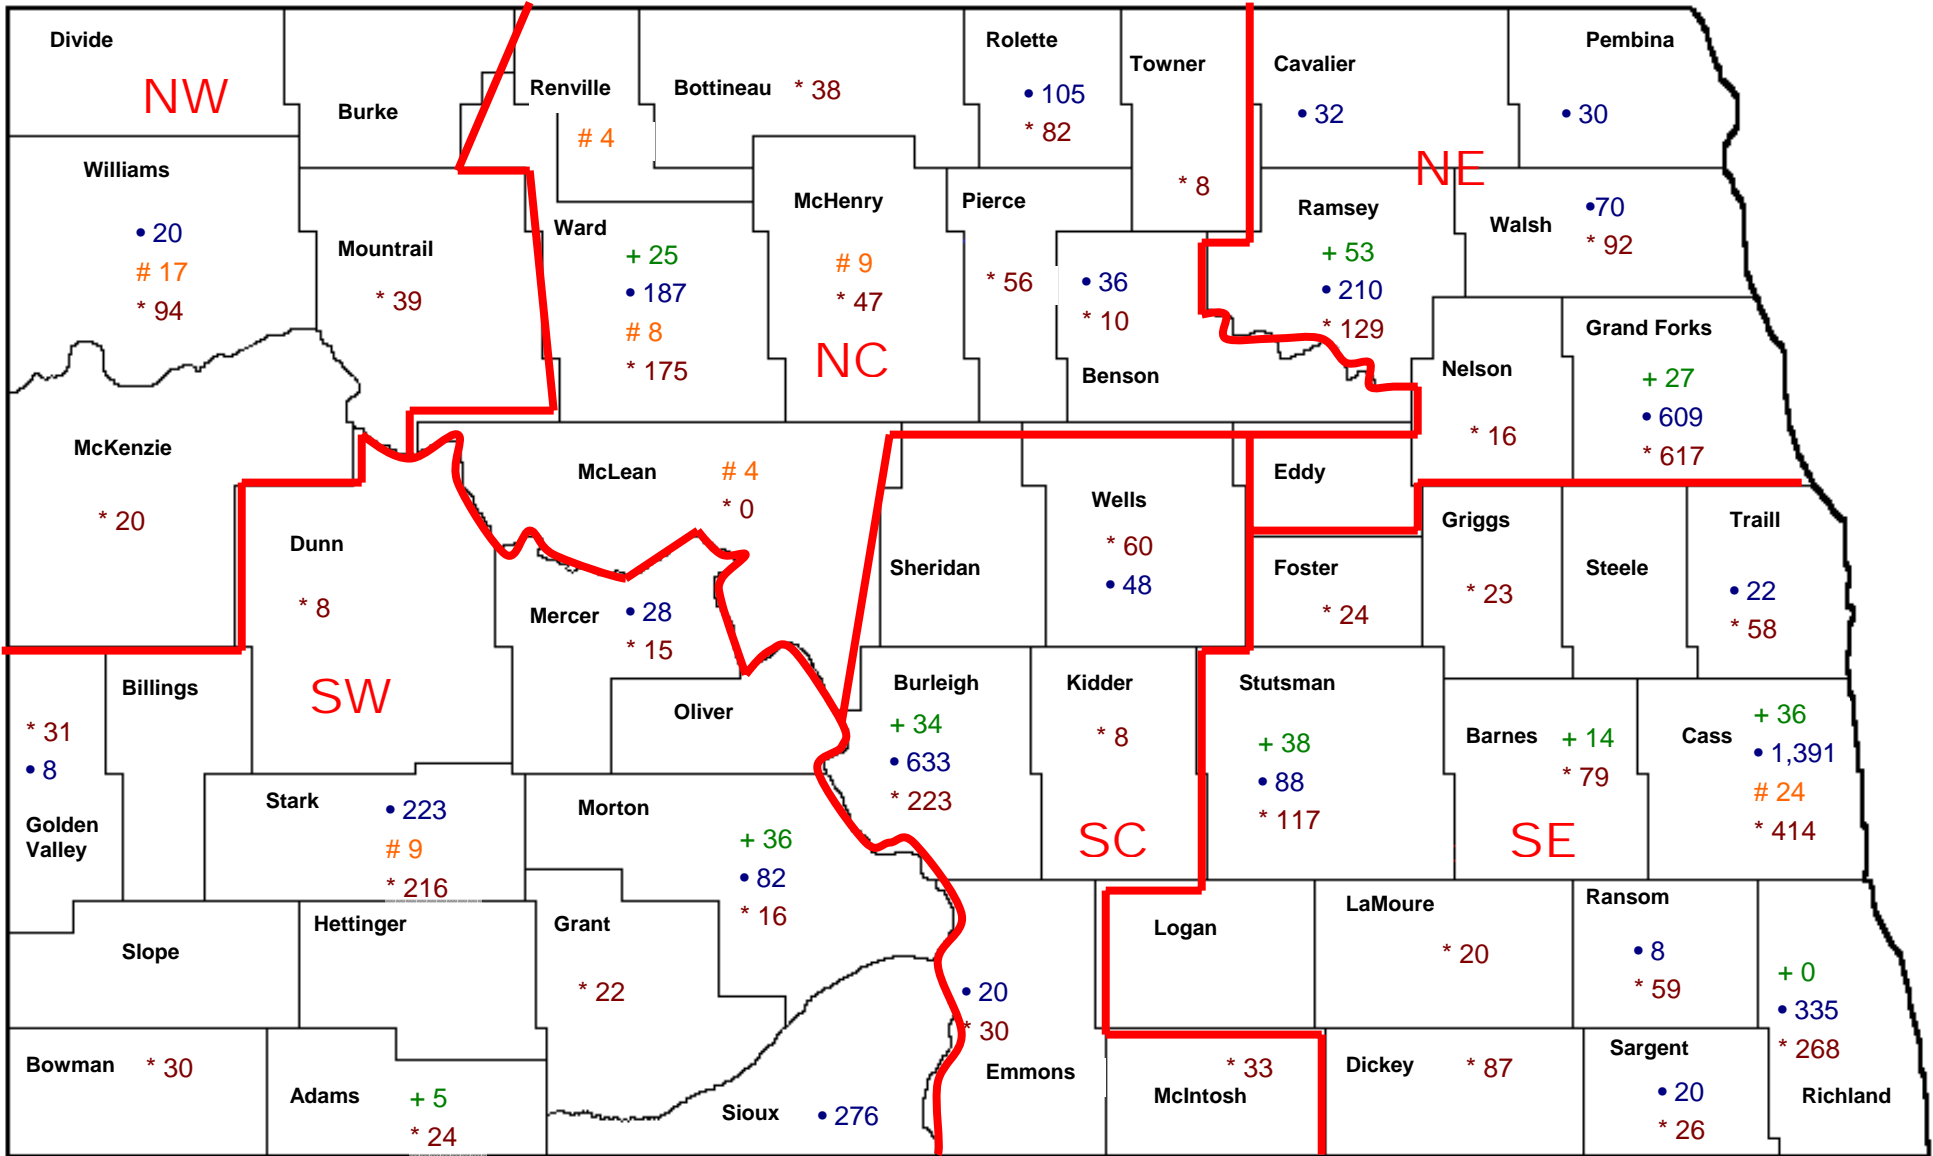 Divide
NW
Burke
Renville
# 4
Bottineau * 38
Rolette
• 105
* 82
Towner
* 8
Cavalier
• 32
Pembina
• 30
NE
Williams
• 20
# 17
* 94
Mountrail
* 39
Ward
+ 25
• 187
# 8
* 175
McHenry
# 9
* 47
NC
Pierce
* 56
• 36
* 10
Benson
Ramsey
+ 53
• 210
* 129
Walsh
•70
* 92
Nelson
* 16
Grand Forks
+ 27
• 609
* 617
McKenzie
* 20
Dunn
* 8
McLean
# 4
* 0
Mercer
• 28
* 15
Sheridan
Wells
* 60
• 48
Eddy
Foster
* 24
Griggs
* 23
Steele
Traill
• 22
* 58
* 31
• 8
Golden
Valley
Billings
SW
Oliver
Burleigh
+ 34
• 633
* 223
Kidder
* 8
SC
Stutsman
+ 38
• 88
* 117
Barnes + 14
* 79
SE
Cass
+ 36
• 1,391
# 24
* 414
Stark
• 223
# 9
* 216
Morton
+ 36
• 82
* 16
Slope
Hettinger
Grant
* 22
• 20
* 30
Emmons
Logan
LaMoure
* 20
Ransom
• 8
* 59
+ 0
• 335
* 268
Richland
Bowman * 30
Adams
+ 5
* 24
Sioux • 276
* 33
McIntosh
Dickey * 87
Sargent
• 20
* 26